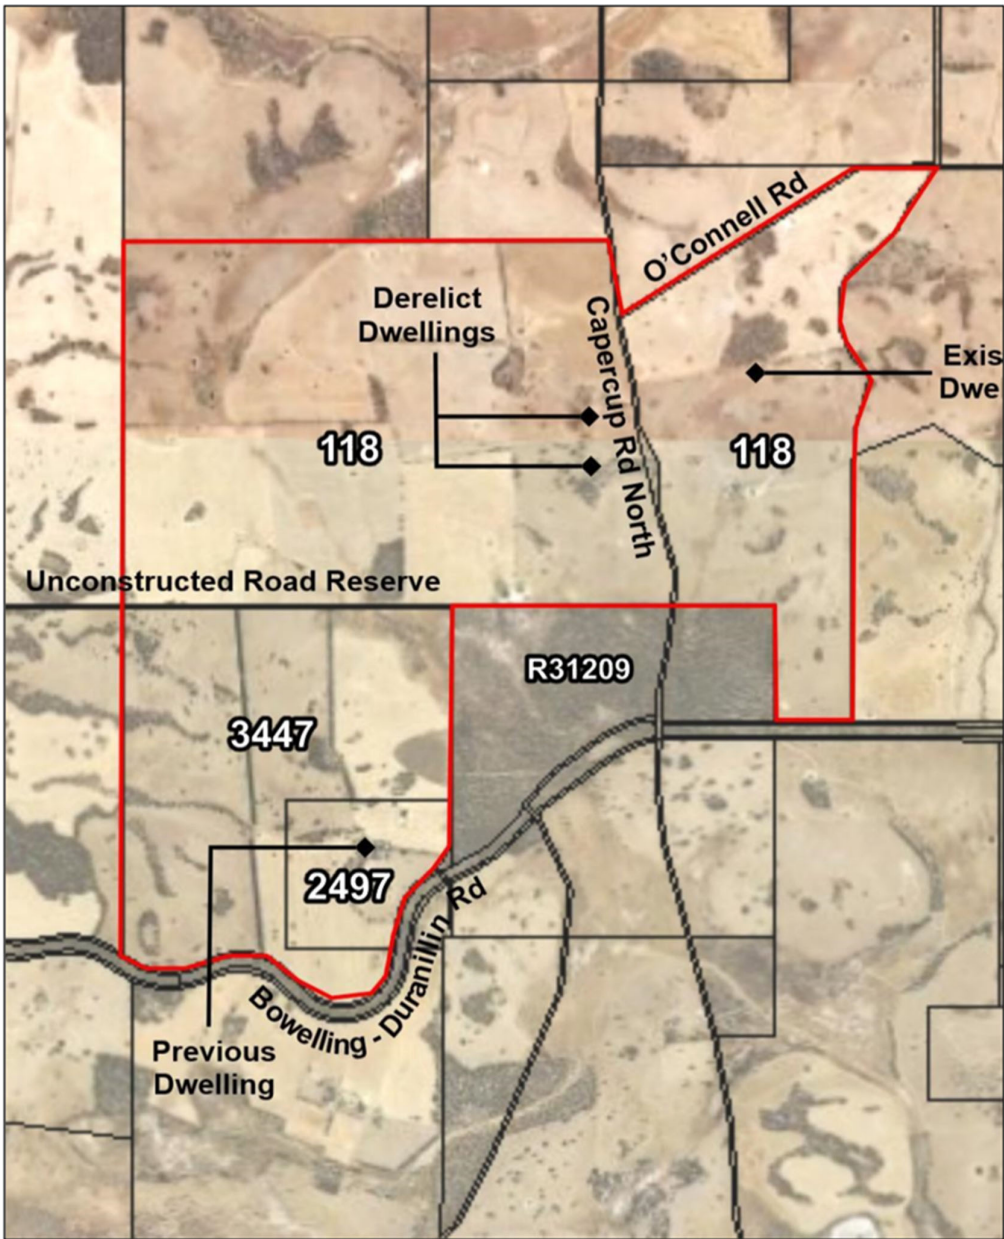 O'Connell Rd
Derelict
Dwellings
Capercup Rd North
Exis
Dwe
118
118
Unconstructed Road Reserve
R31209
3447
2497
Bowelling - Duranillin Rd
Previous
Dwelling